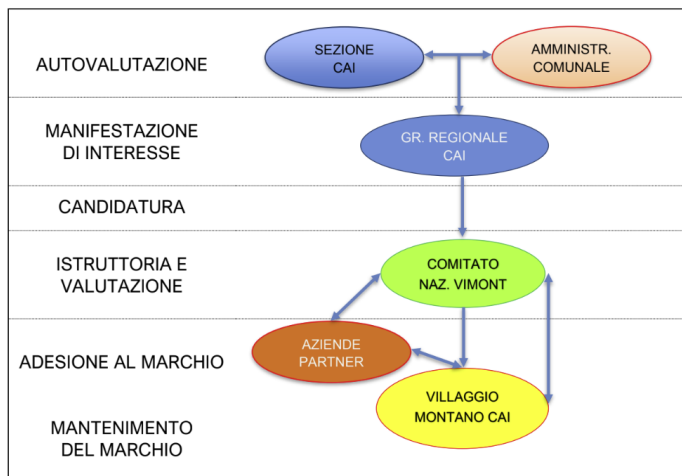 AUTOVALUTAZIONE
SEZIONE
CAI
AMMINISTR.
COMUNALE
MANIFESTAZIONE
DI INTERESSE
GR. REGIONALE
CAI
CANDIDATURA
ISTRUTTORIA E
VALUTAZIONE
COMITATO
NAZ. VIMONT
ADESIONE AL MARCHIO
AZIENDE
PARTNER
VILLAGGIO
MONTANO CAI
MANTENIMENTO
DEL MARCHIO